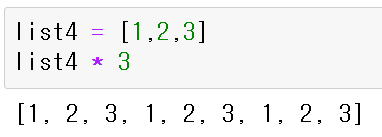 list4 = [1,2,3]
list4 * 3
[1, 2, 3, 1, 2, 3, 1, 2, 3]